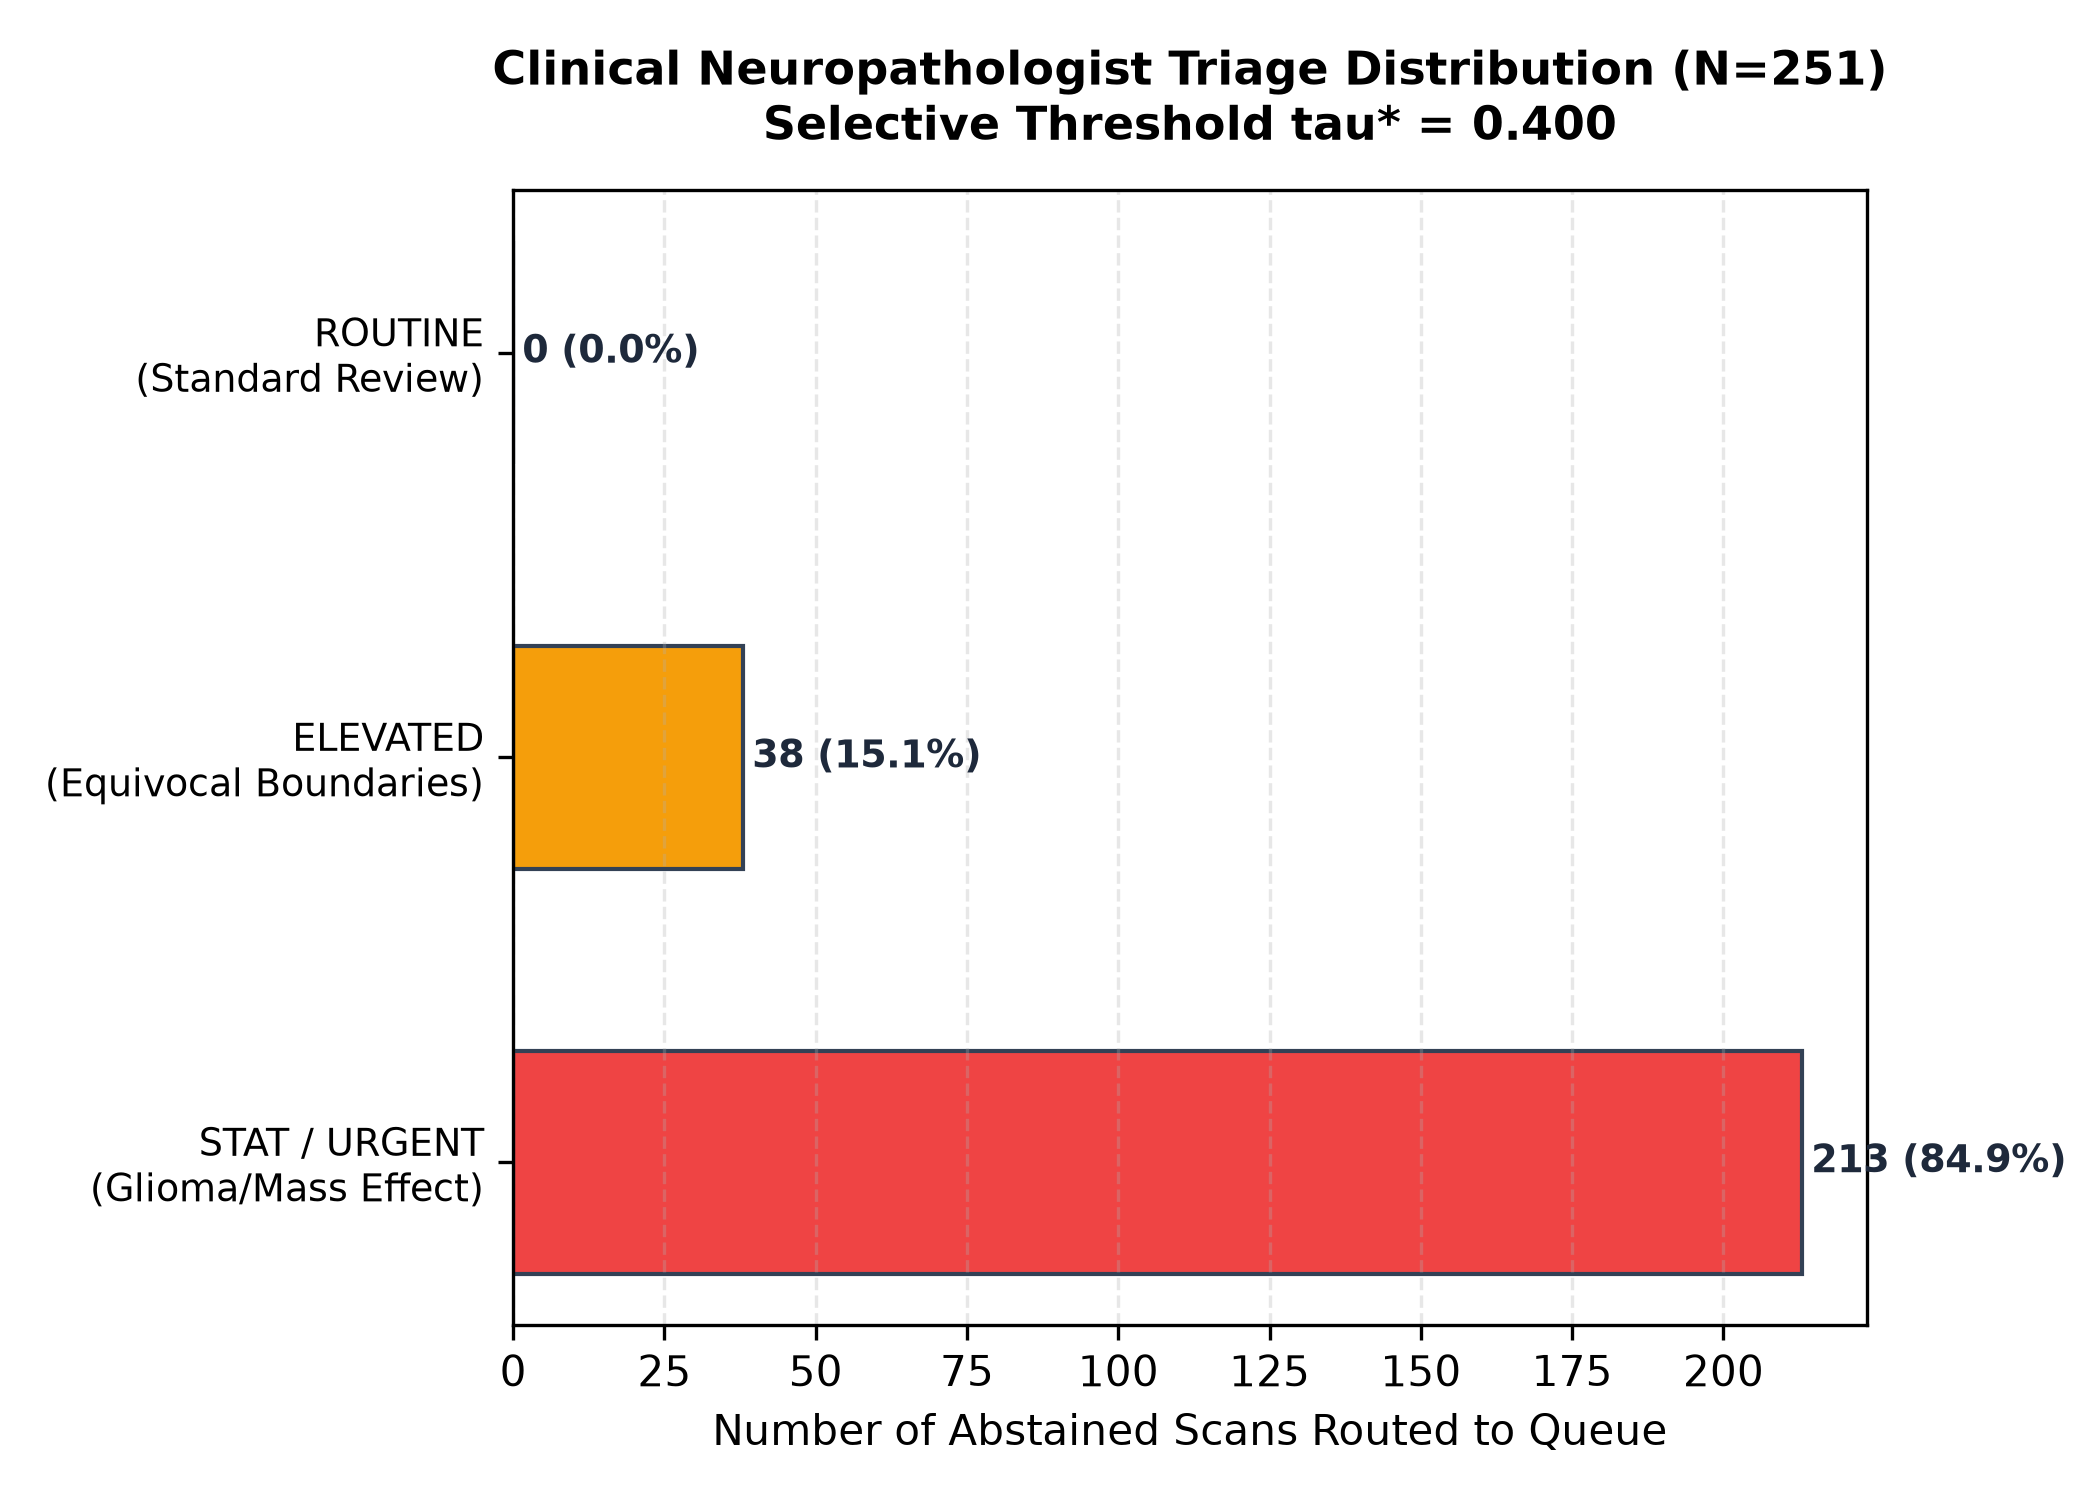 Clinical Neuropathologist Triage Distribution (N=251)
Selective Threshold tau* = 0.400
ROUTINE
(Standard Review)
0 (0.0%)
ELEVATED
(Equivocal Boundaries)
38 (15.1%)
STAT / URGENT
(Glioma/Mass Effect)
213 (84.9%)
0 25 50 75 100 125 150 175 200
Number of Abstained Scans Routed to Queue